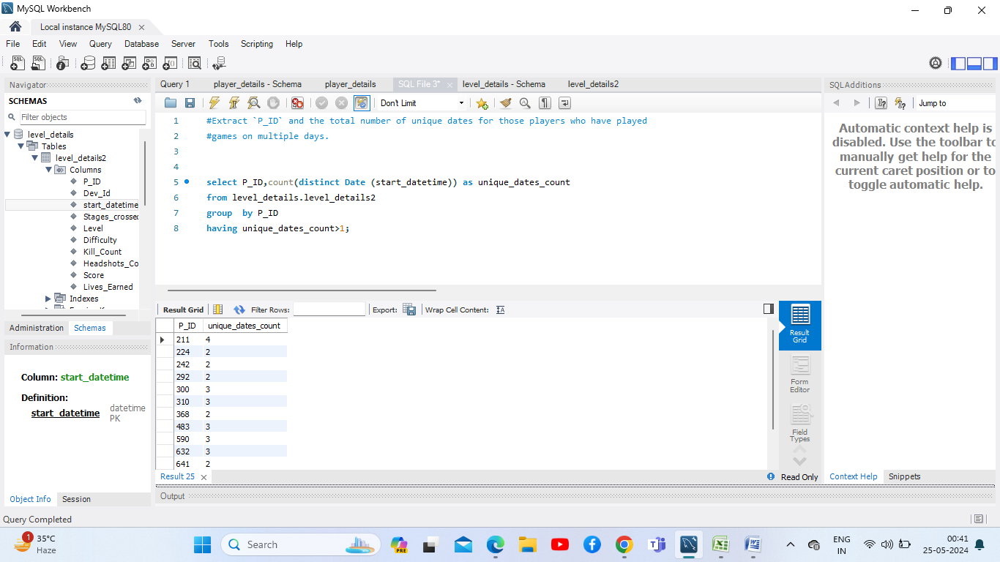 MySQL Workbench
Local instance MySQL80
File Edit View Query Database Server Tools Scripting Help
Navigator
SCHEMAS
Filter objects
level_details
Tables
level_details2
Columns
P_ID
Dev_Id
start_datetime
Stages_crossed
Level
Difficulty
Kill_Count
Headshots_Co
Score
Lives_Earned
Indexes
Administration Schemas
Information
Column: start_datetime
Definition:
start_datetime datetime
PK
Object Info Session
Query 1 player_details - Schema player_details SQL File 3* level_details - Schema level_details2
Don't Limit
1 #Extract `P_ID` and the total number of unique dates for those players who have played
2 #games on multiple days.
3
4
5 select P_ID,count(distinct Date (start_datetime)) as unique_dates_count
6 from level_details.level_details2
7 group  by P_ID
8 having unique_dates_count>1;
Result Grid Filter Rows: Export: Wrap Cell Content:
P_ID unique_dates_count
211 4
224 2
242 2
292 2
300 3
310 3
368 2
483 3
590 3
632 3
641 2
Result Grid
Form Editor
Field Types
Result 25 Read Only
Output
SQLAdditions
Jump to
Automatic context help is
disabled. Use the toolbar to
manually get help for the
current caret position or to
toggle automatic help.
Context Help Snippets
Query Completed
1
35°C
Haze
Search
PRE
ENG
IN
00:41
25-05-2024